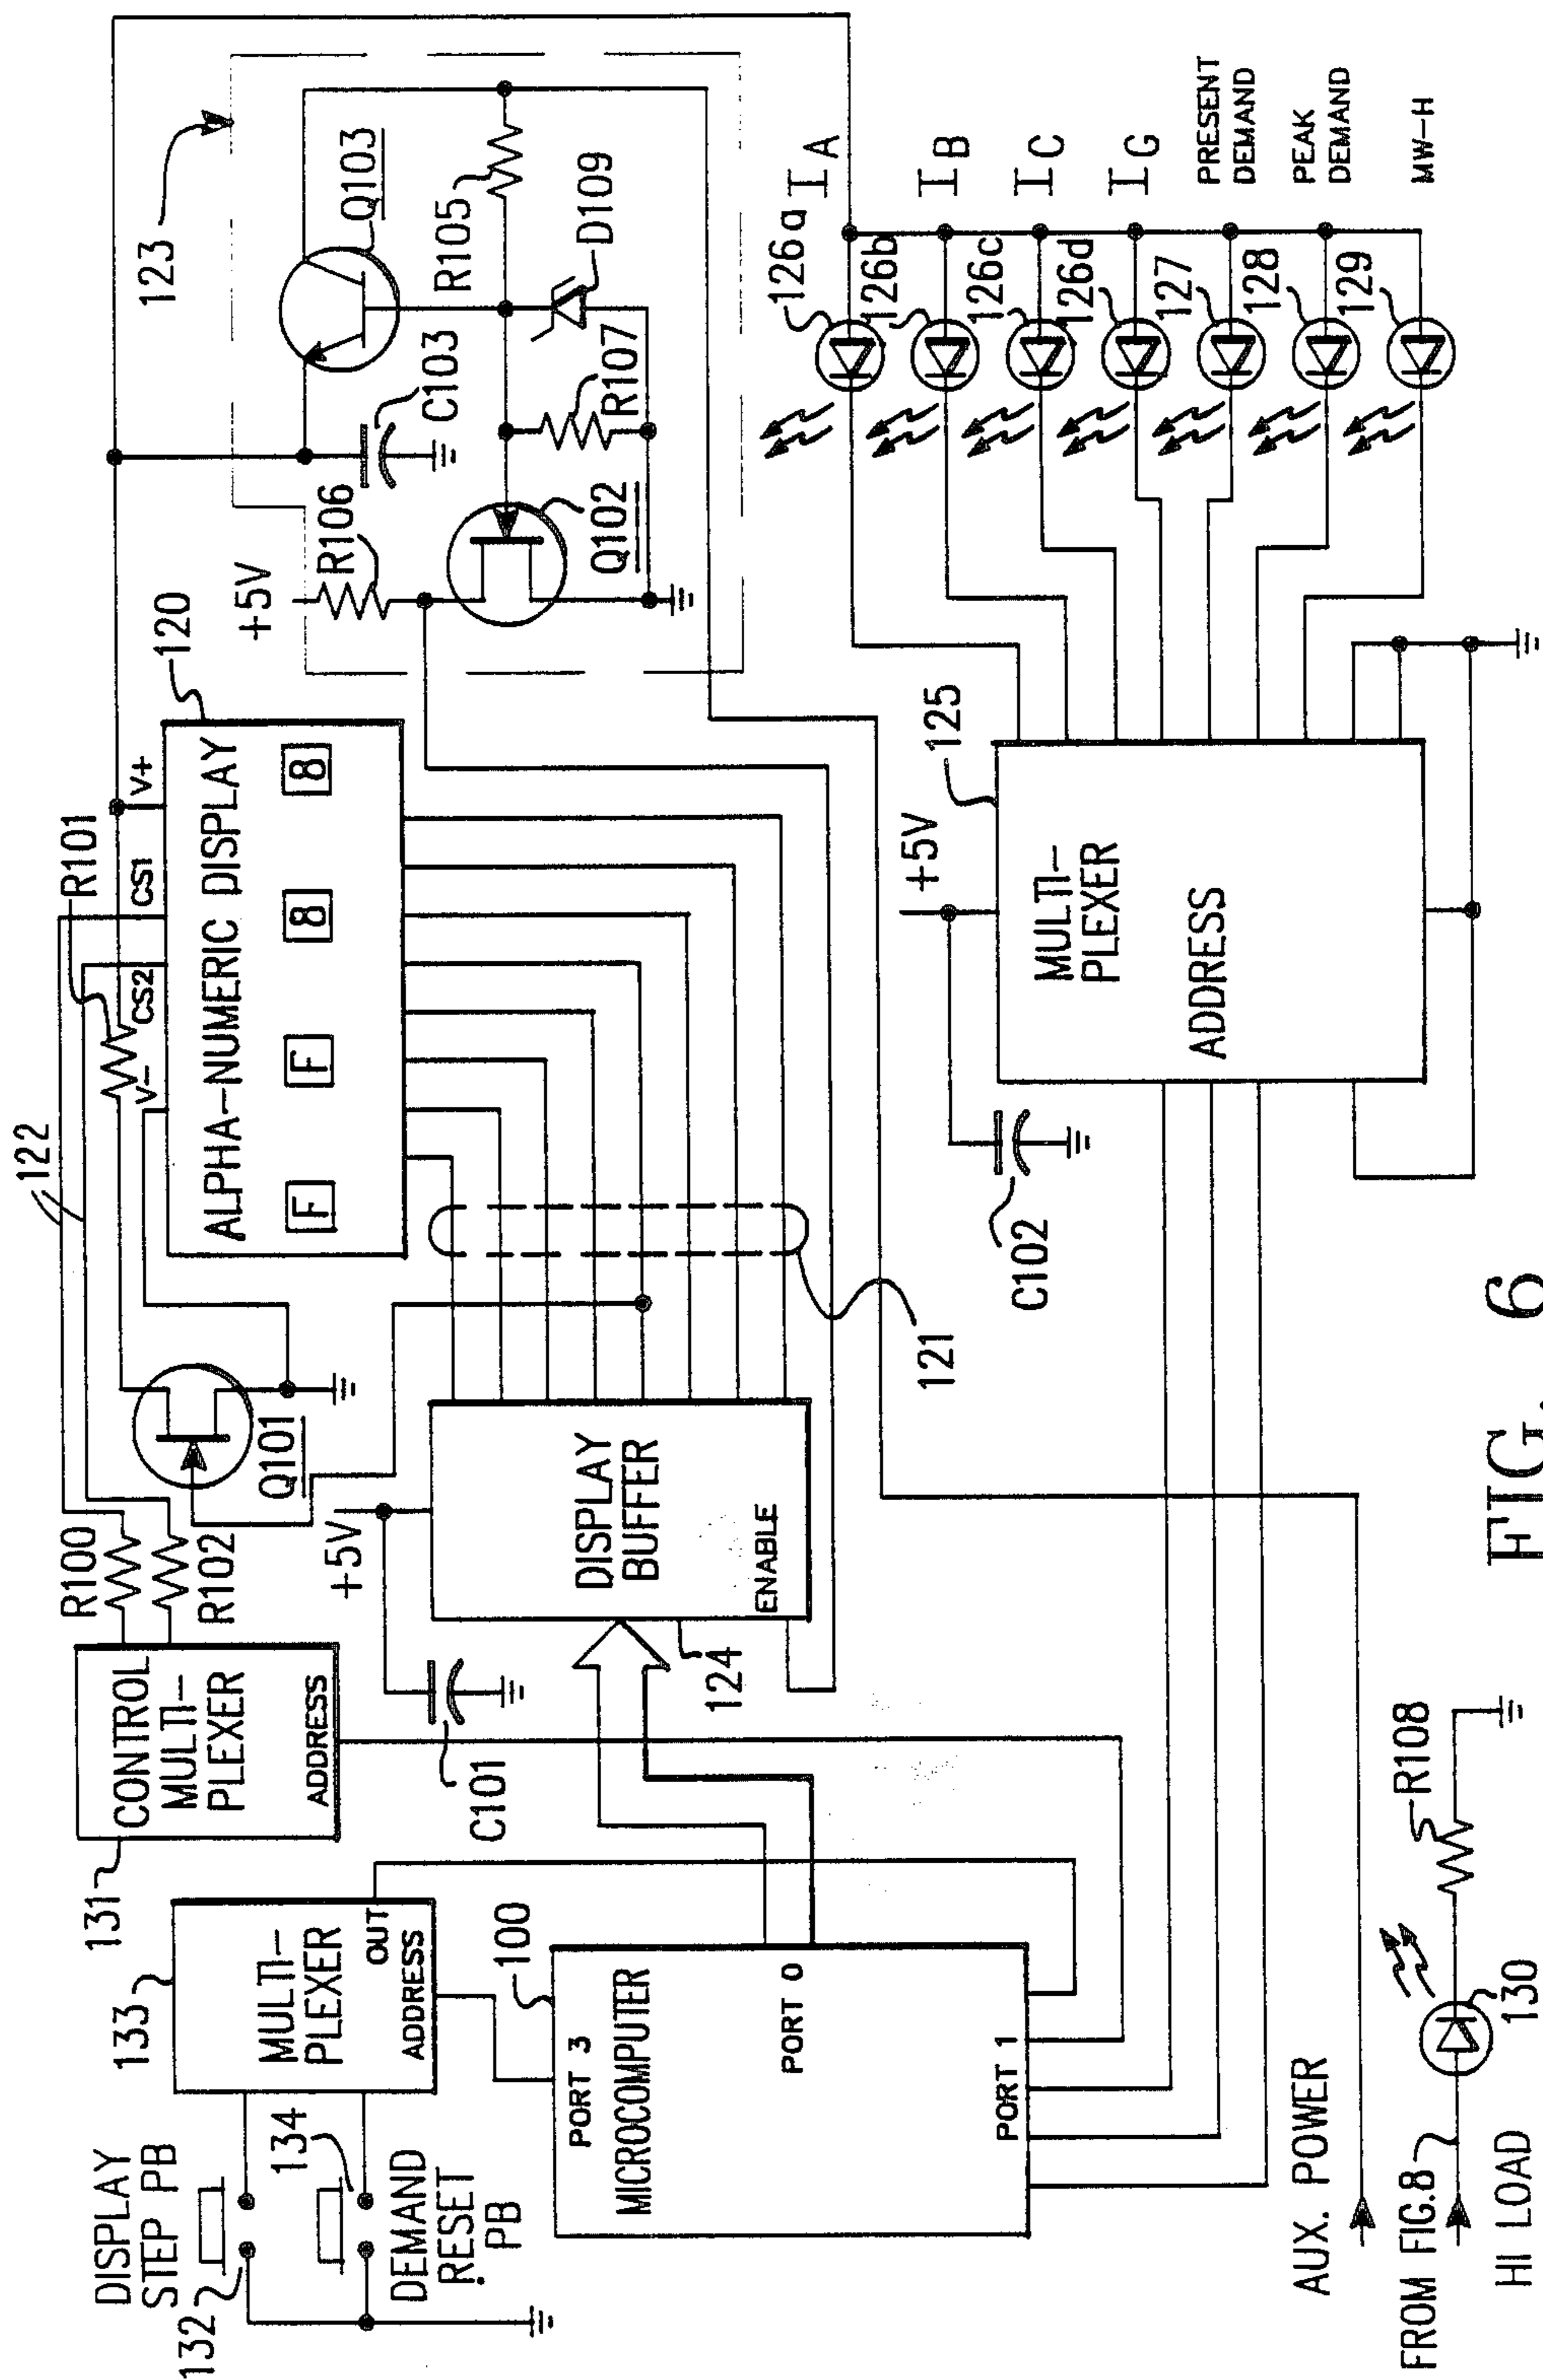 DISPLAY
STEP PB
132
134
DEMAND
RESET
PB
133
MULTI-
PLEXER
OUT
ADDRESS
131
CONTROL
MULTI-
PLEXER
ADDRESS
R100
R102
122
Q101
R101
V-
CS2
CS1
V+
ALPHA-NUMERIC DISPLAY
F
F
8
8
120
123
+5V
R106
C103
Q103
R105
D109
R107
Q102
100
PORT 3
MICROCOMPUTER
PORT 0
PORT 1
C101
+5V
DISPLAY
BUFFER
ENABLE
124
121
C102
+5V
125
MULTI-
PLEXER
ADDRESS
126a
IA
126b
IB
126c
IC
126d
IG
127
PRESENT
DEMAND
128
PEAK
DEMAND
129
MW-H
AUX. POWER
FROM FIG.8
HI LOAD
130
R108
FIG. 6